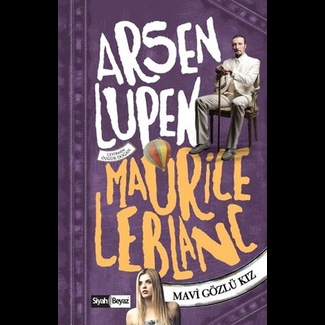 ARSEN
LUPEN
MAURICE
LEBLANC
MAVİ GÖZLÜ KIZ
Siyah Beyaz